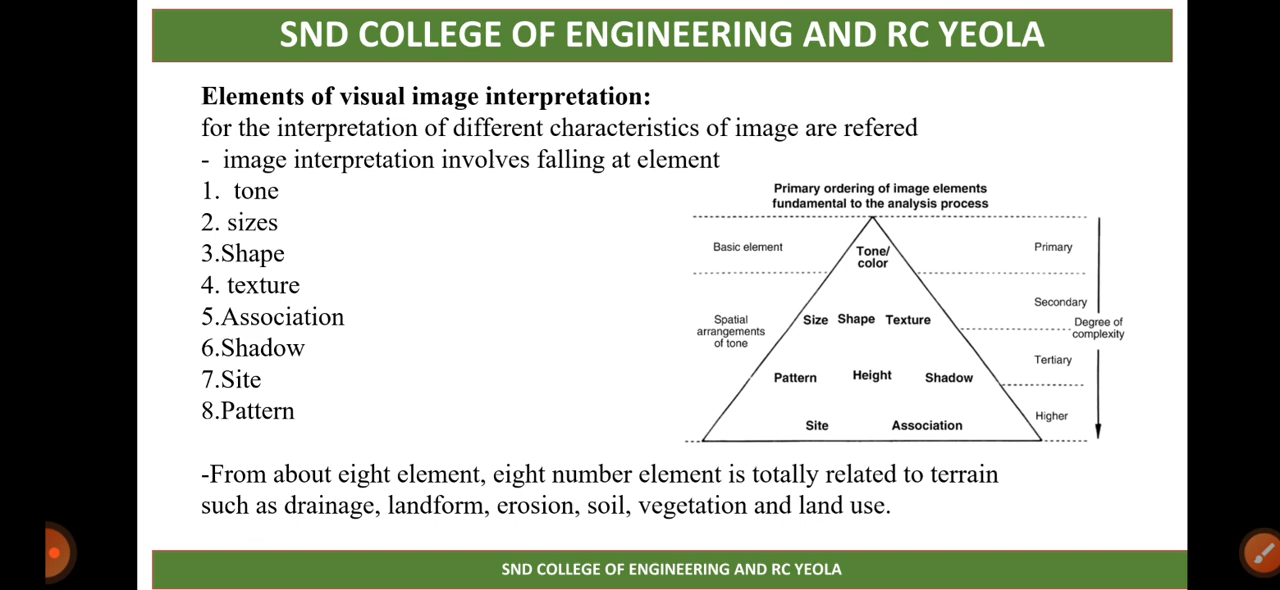 SND COLLEGE OF ENGINEERING AND RC YEOLA
Elements of visual image interpretation:
for the interpretation of different characteristics of image are refered
- image interpretation involves falling at element
1. tone
2. sizes
3.Shape
4. texture
5.Association
6.Shadow
7.Site
8.Pattern
Primary ordering of image elements
fundamental to the analysis process
Basic element
Tone/
color
Primary
Spatial
arrangements
of tone
Size Shape Texture
Secondary
Degree of
complexity
Pattern Height Shadow
Tertiary
Site Association
Higher
-From about eight element, eight number element is totally related to terrain
such as drainage, landform, erosion, soil, vegetation and land use.
SND COLLEGE OF ENGINEERING AND RC YEOLA